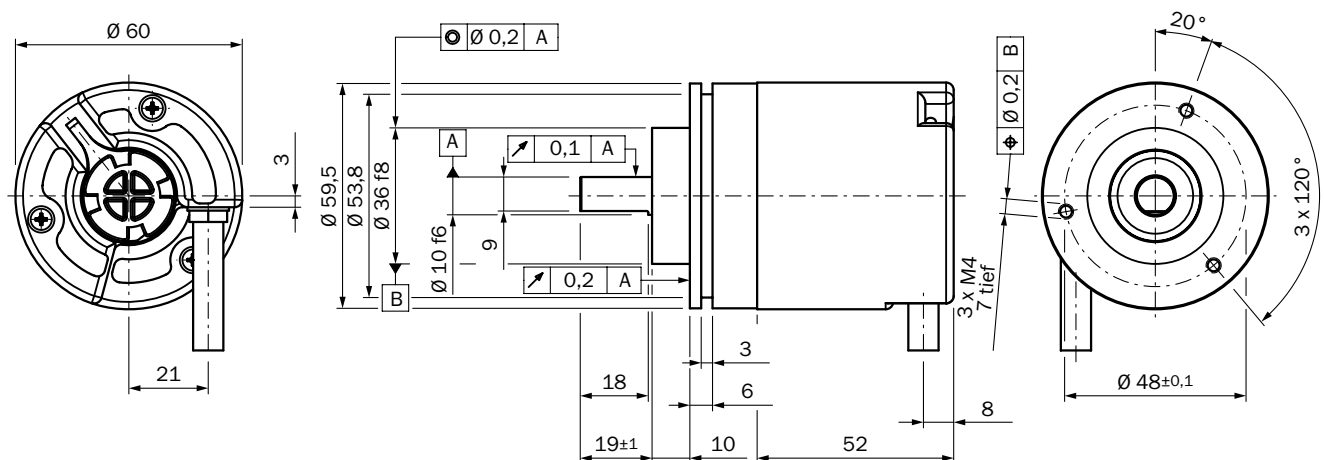 Ø 60
3
21
Ø 0,2 A
Ø 59,5
Ø 53,8
Ø 36 f8
A
Ø 10 f6
9
0,1 A
B
0,2 A
18
19±1
10
3
6
52
8
20°
Ø 0,2 B
3 x 120°
3 x M4
7 tief
Ø 48±0,1